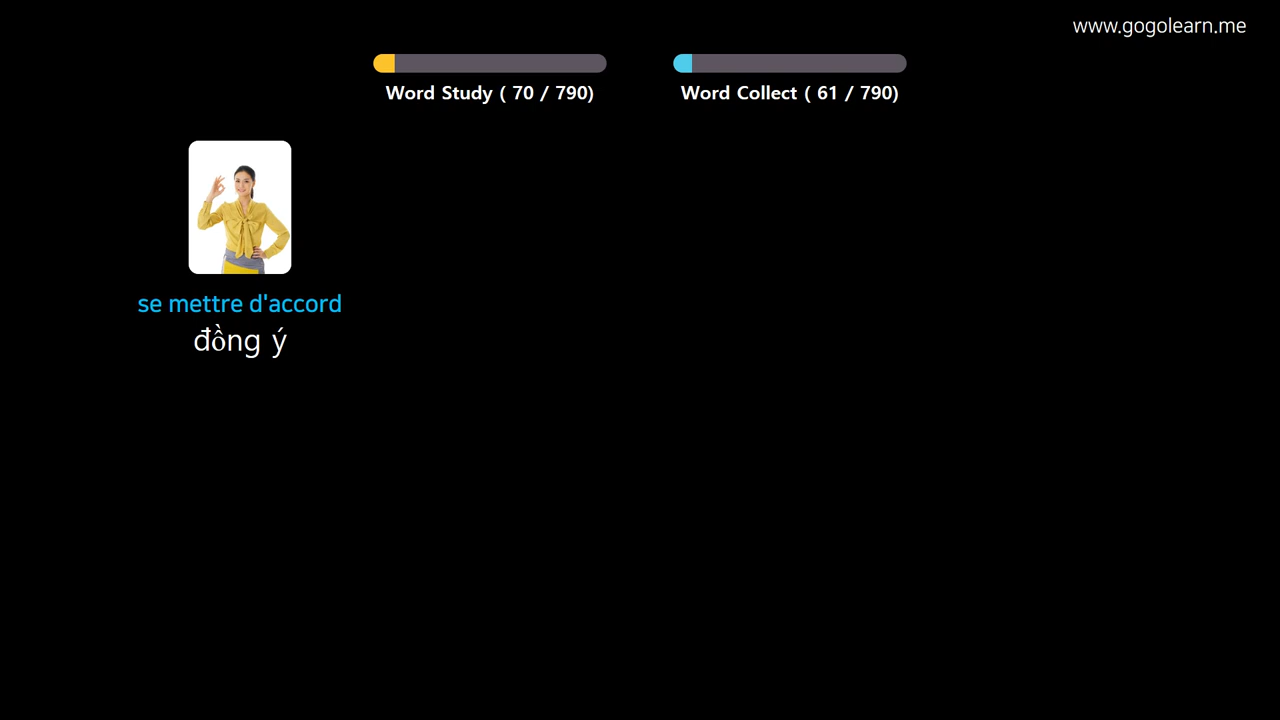 www.gogolearn.me
Word Study ( 70 / 790)
Word Collect ( 61 / 790)
se mettre d'accord
đồng ý